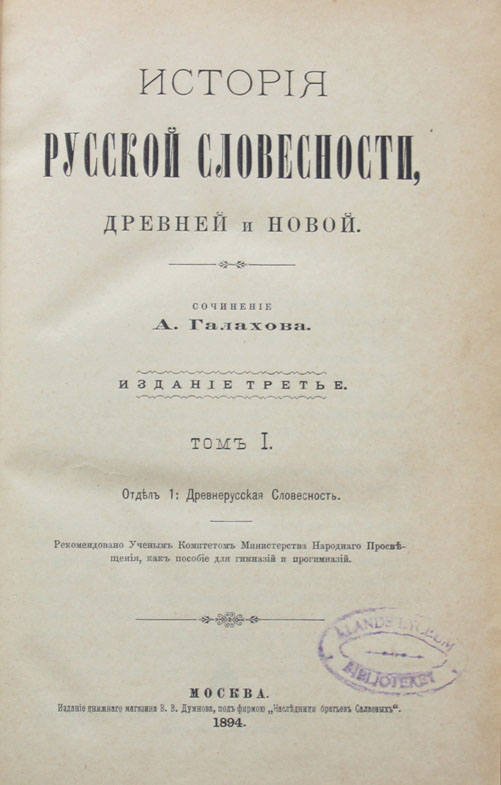 ИСТОРІЯ
РУССКОЙ СЛОВЕСНОСТИ,
ДРЕВНЕЙ и НОВОЙ.
СОЧИНЕНІЕ
А. Галахова.
ИЗДАНІЕ ТРЕТЬЕ.
ТОМЪ I.
Отдѣлъ 1: Древнерусская Словесность.
Рекомендовано Ученымъ Комитетомъ Министерства Народнаго Просвѣ-
щенія, какъ пособіе для гимназій и прогимназій.
ÅLANDS LYCEUM
BIBLIOTEKET
МОСКВА.
Изданіе книжнаго магазина В. В. Думнова, подъ фирмою „Наслѣдники братьевъ Салаевыхъ“.
1894.